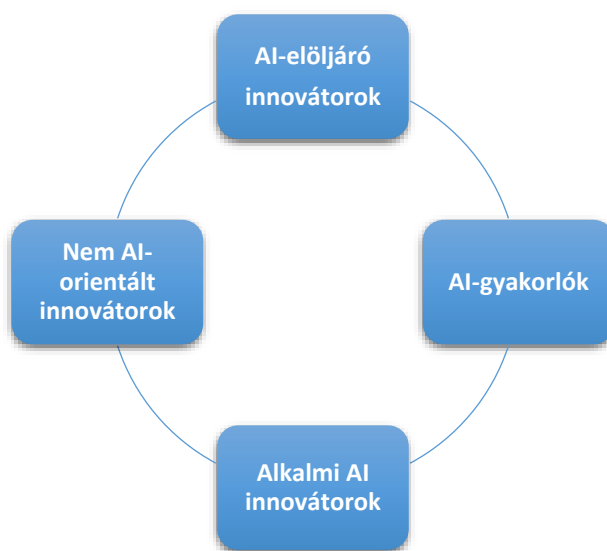 AI-elöljáró
innovátorok
Nem AI-
orientált
innovátorok
AI-gyakorlók
Alkalmi AI
innovátorok